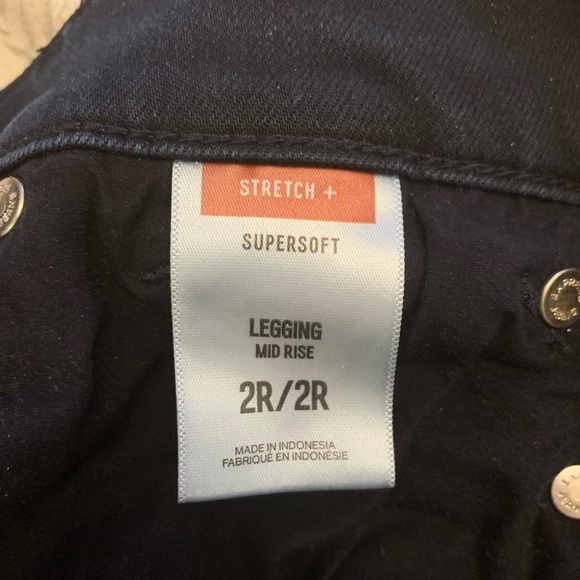 STRETCH +
SUPERSOFT
LEGGING
MID RISE
2R/2R
MADE IN INDONESIA
FABRIQUÉ EN INDONÉSIE